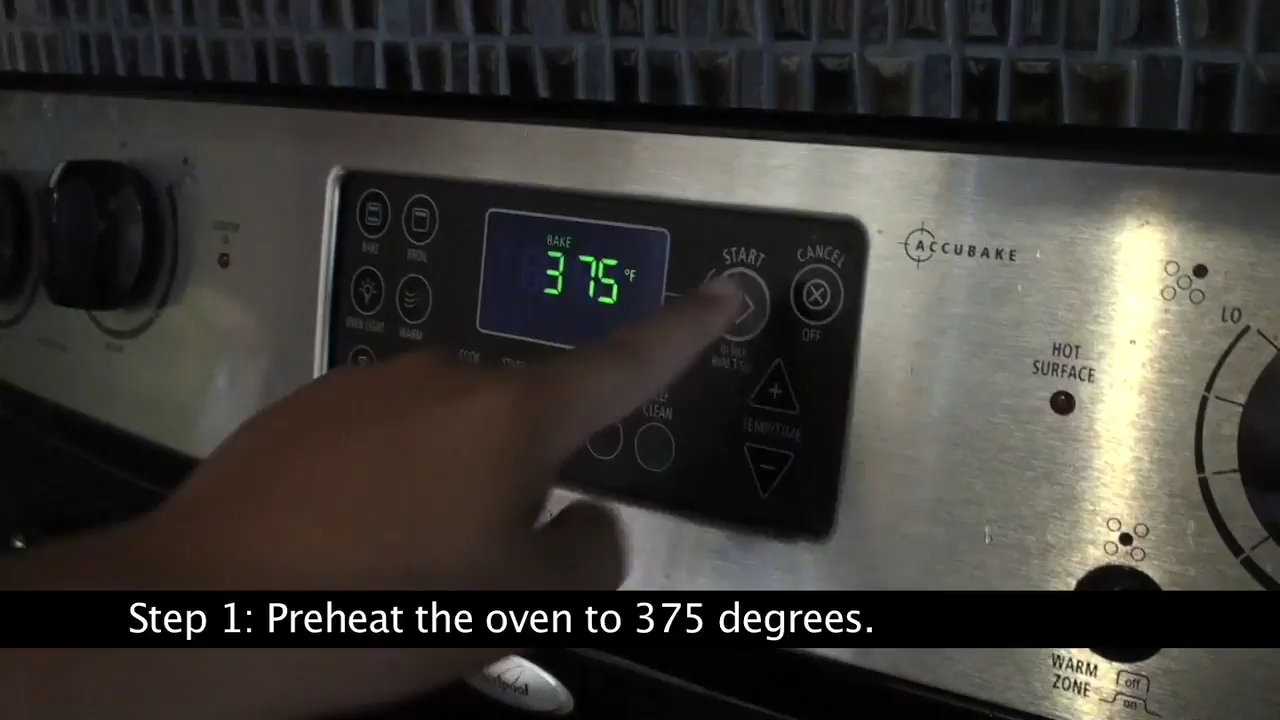 BAKE
375 °F
START
CANCEL
OFF
BAKE
BROIL
OVEN LIGHT
WARM
CLEAN
TEMP/TIME
ACCUBAKE
HOT
SURFACE
LO
WARM
ZONE
off
on
Step 1: Preheat the oven to 375 degrees.